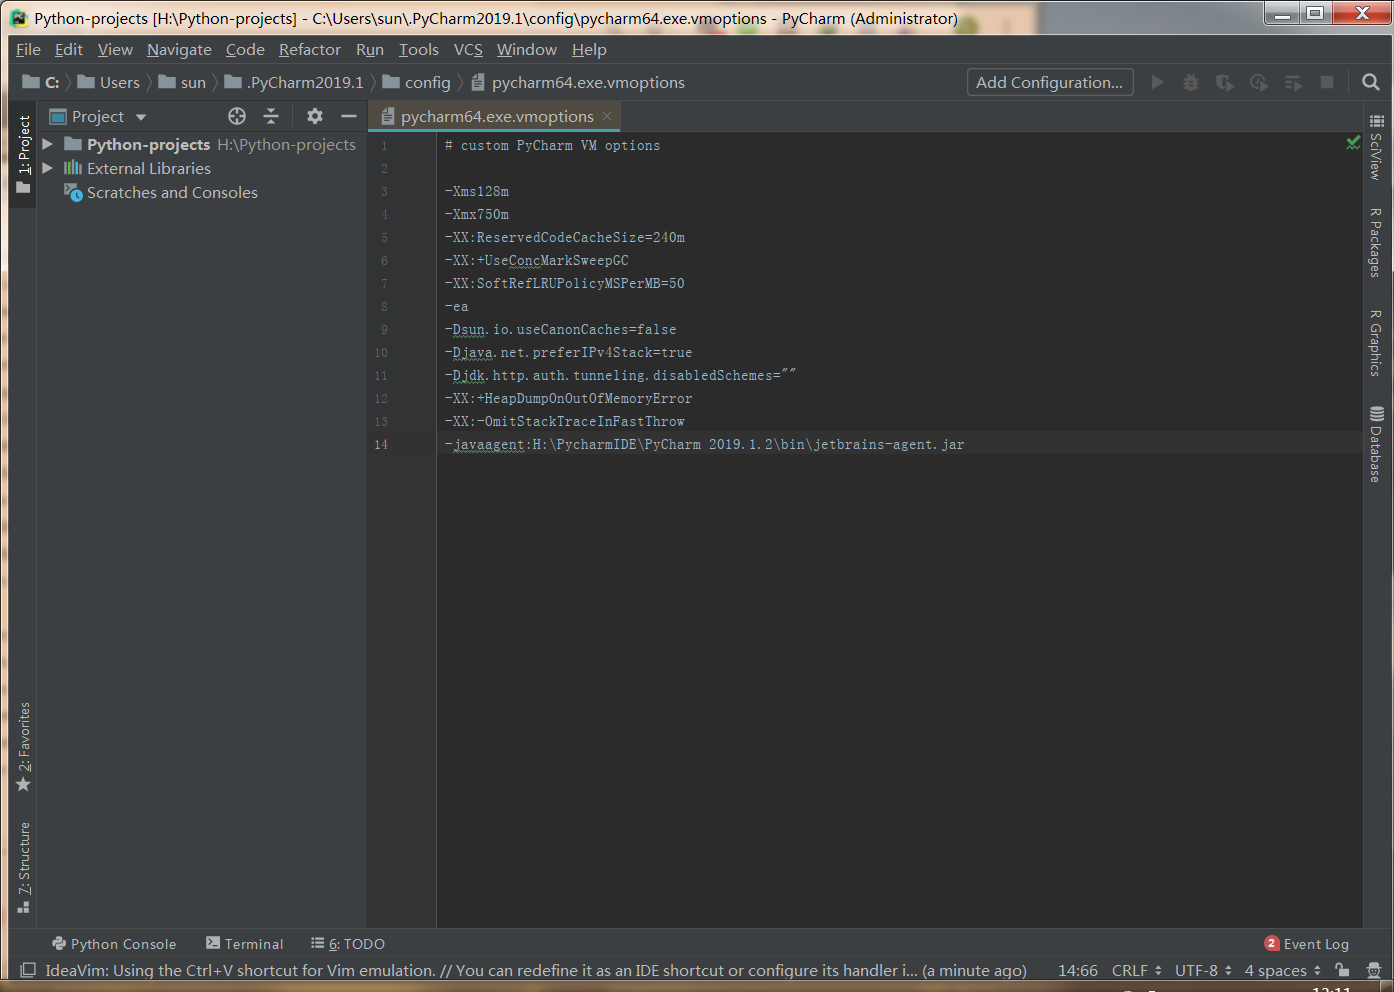 Python-projects [H:\Python-projects] - C:\Users\sun\.PyCharm2019.1\config\pycharm64.exe.vmoptions - PyCharm (Administrator)
File Edit View Navigate Code Refactor Run Tools VCS Window Help
C: Users sun .PyCharm2019.1 config pycharm64.exe.vmoptions Add Configuration...
Project pycharm64.exe.vmoptions
1: Project
Python-projects H:\Python-projects
External Libraries
Scratches and Consoles
1 # custom PyCharm VM options
2
3 -Xms128m
4 -Xmx750m
5 -XX:ReservedCodeCacheSize=240m
6 -XX:+UseConcMarkSweepGC
7 -XX:SoftRefLRUPolicyMSPerMB=50
8 -ea
9 -Dsun.io.useCanonCaches=false
10 -Djava.net.preferIPv4Stack=true
11 -Djdk.http.auth.tunneling.disabledSchemes=""
12 -XX:+HeapDumpOnOutOfMemoryError
13 -XX:-OmitStackTraceInFastThrow
14 -javaagent:H:\PycharmIDE\PyCharm 2019.1.2\bin\jetbrains-agent.jar
SciView
R Packages
R Graphics
Database
2: Favorites
7: Structure
Python Console Terminal 6: TODO 2 Event Log
IdeaVim: Using the Ctrl+V shortcut for Vim emulation. // You can redefine it as an IDE shortcut or configure its handler i... (a minute ago) 14:66 CRLF UTF-8 4 spaces